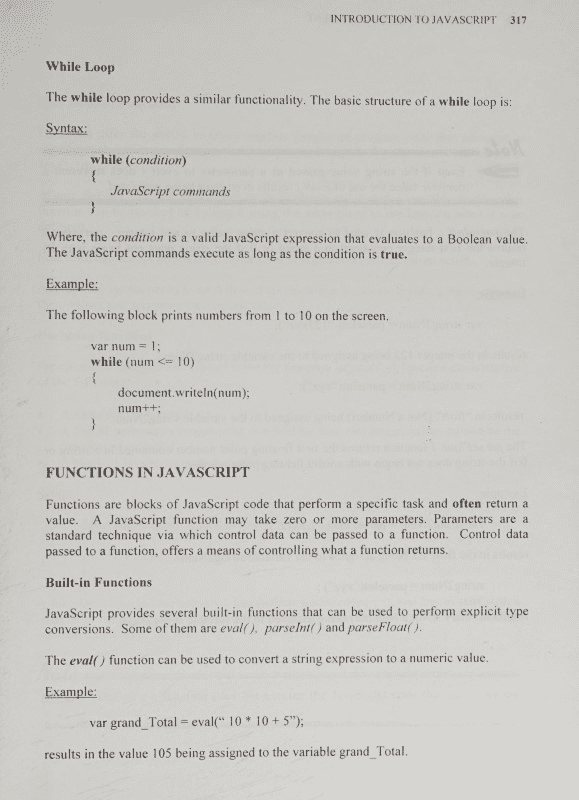 INTRODUCTION TO JAVASCRIPT 317
While Loop
The while loop provides a similar functionality. The basic structure of a while loop is:
Syntax:
while (condition)
{
JavaScript commands
}
Where, the condition is a valid JavaScript expression that evaluates to a Boolean value.
The JavaScript commands execute as long as the condition is true.
Example:
The following block prints numbers from 1 to 10 on the screen.
var num = 1;
while (num <= 10)
{
document.writeln(num);
num++;
}
FUNCTIONS IN JAVASCRIPT
Functions are blocks of JavaScript code that perform a specific task and often return a
value. A JavaScript function may take zero or more parameters. Parameters are a
standard technique via which control data can be passed to a function. Control data
passed to a function, offers a means of controlling what a function returns.
Built-in Functions
JavaScript provides several built-in functions that can be used to perform explicit type
conversions. Some of them are eval( ), parseInt( ) and parseFloat( ).
The eval( ) function can be used to convert a string expression to a numeric value.
Example:
var grand_Total = eval(“ 10 * 10 + 5”);
results in the value 105 being assigned to the variable grand_Total.